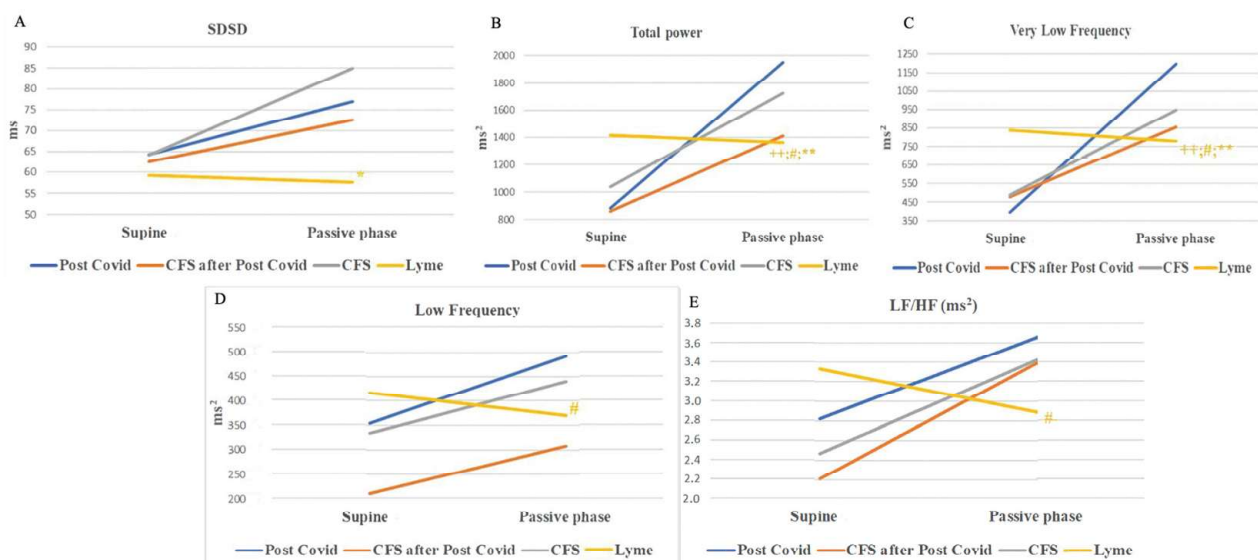 A
SDSD
90
85
80
75
70
65
60
55
50
ms
*
Supine Passive phase
Post Covid CFS after Post Covid CFS Lyme
B
Total power
2000
1800
1600
1400
1200
1000
800
ms²
++;#;**
Supine Passive phase
Post Covid CFS after Post Covid CFS Lyme
C
Very Low Frequency
1250
1150
1050
950
850
750
650
550
450
350
ms²
++;#;**
Supine Passive phase
Post Covid CFS after Post Covid CFS Lyme
D
Low Frequency
550
500
450
400
350
300
250
200
ms²
#
Supine Passive phase
Post Covid CFS after Post Covid CFS Lyme
E
LF/HF (ms²)
3.8
3.6
3.4
3.2
3.0
2.8
2.6
2.4
2.2
2.0
#
Supine Passive phase
Post Covid CFS after Post Covid CFS Lyme